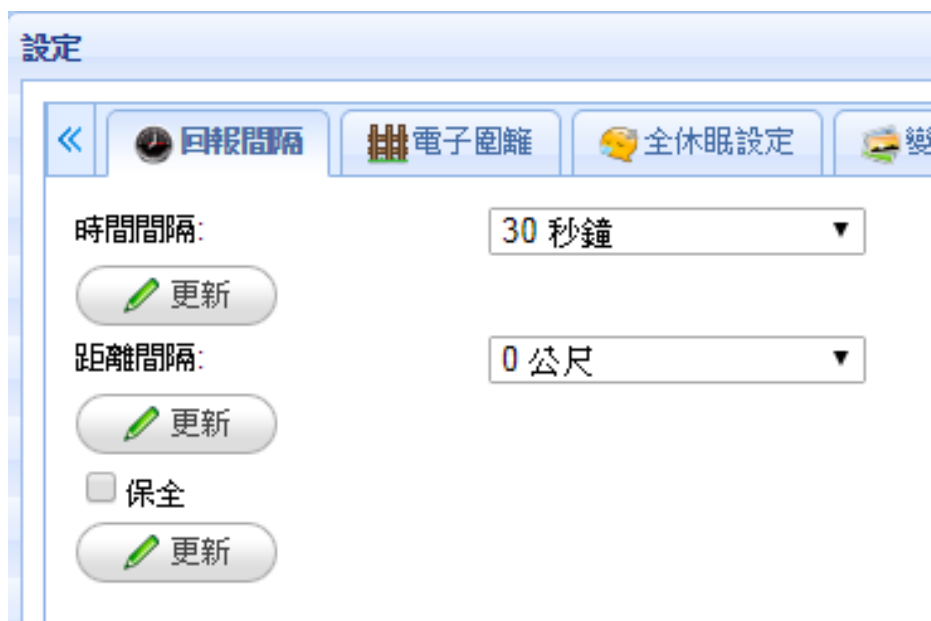 設定
回報間隔 電子圍籬 全休眠設定 變
時間間隔: 30 秒鐘
更新
距離間隔: 0 公尺
更新
保全
更新